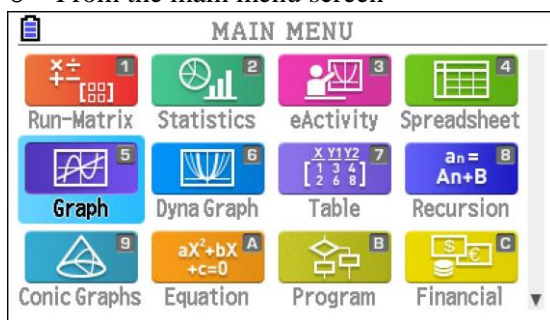 From the main menu screen
MAIN MENU
×÷ +− [88] 1
2
3
4
Run-Matrix Statistics eActivity Spreadsheet
5
6
X Y1Y2 7
1 3 4
2 6 8
an= 8
An+B
Graph Dyna Graph Table Recursion
9
aX²+bX A
+c=0
B
$ € C
Conic Graphs Equation Program Financial